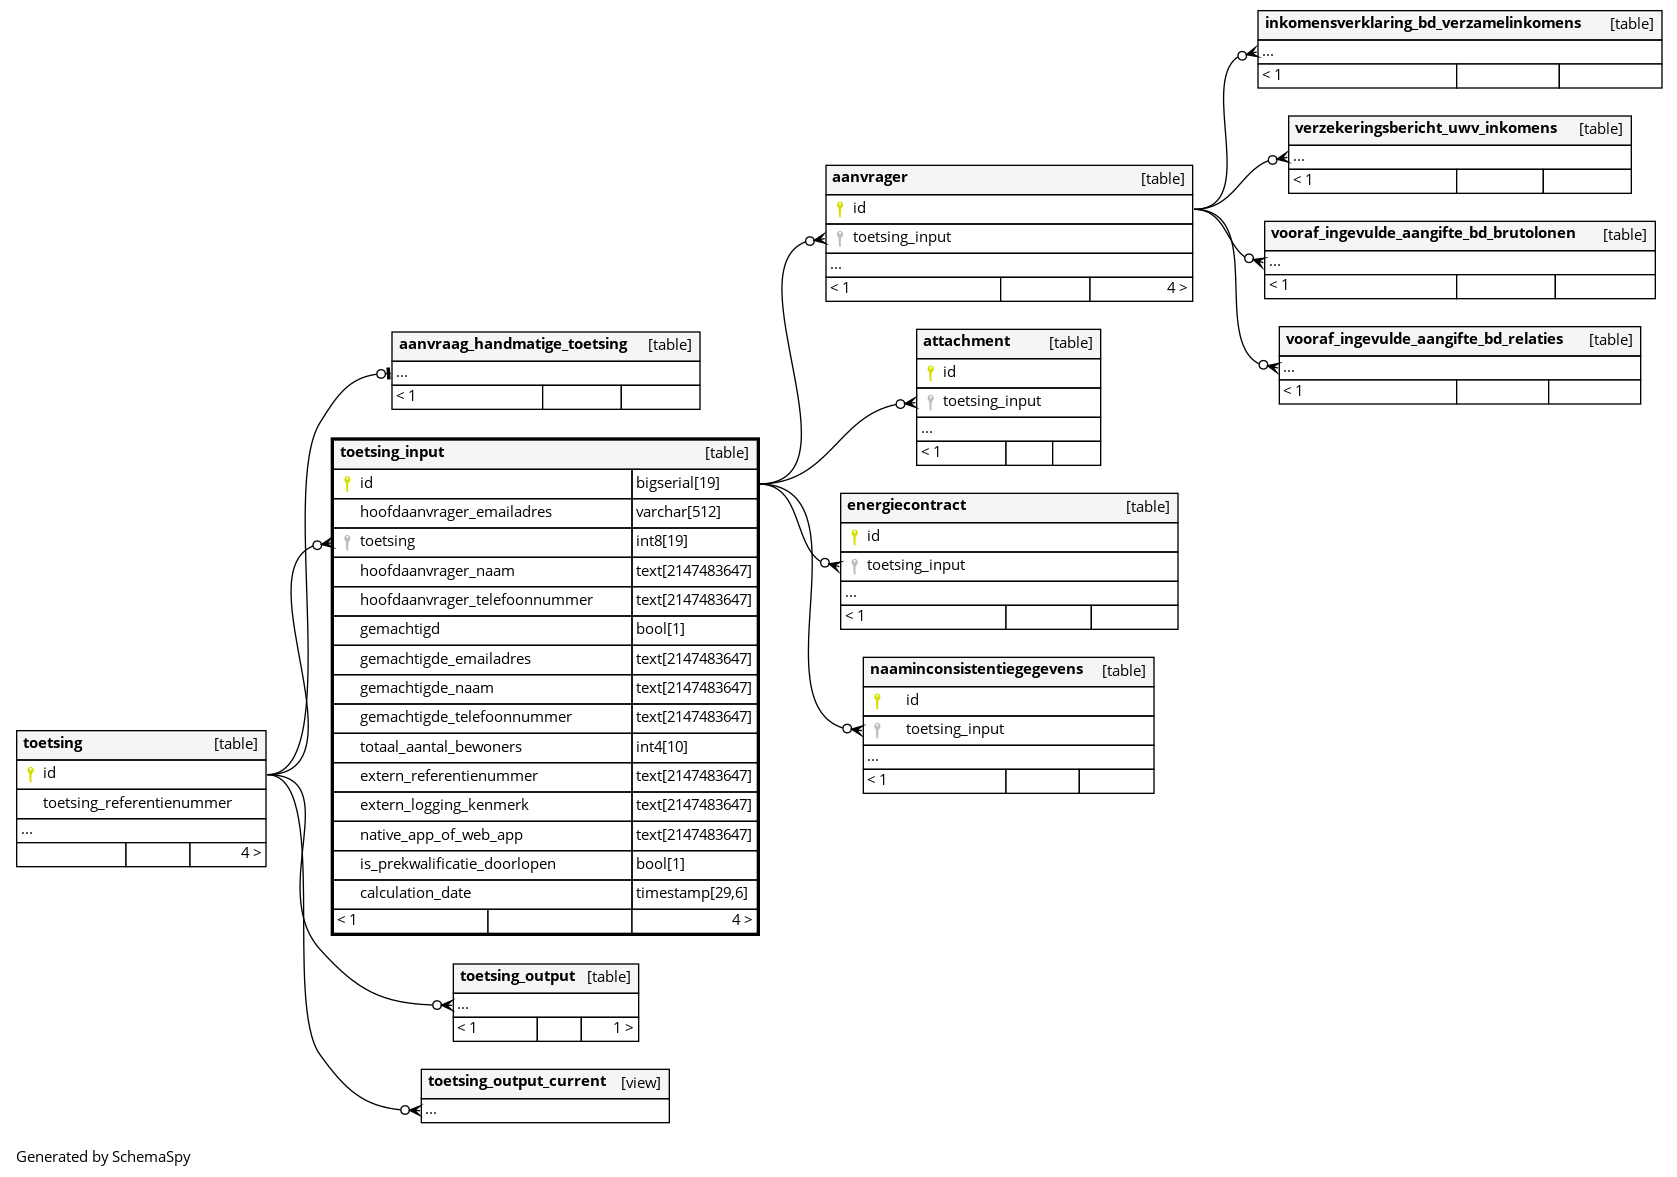 inkomensverklaring_bd_verzamelinkomens [table]
...
< 1
verzekeringsbericht_uwv_inkomens [table]
...
< 1
aanvrager [table]
id
toetsing_input
...
< 1 4 >
vooraf_ingevulde_aangifte_bd_brutolonen [table]
...
< 1
vooraf_ingevulde_aangifte_bd_relaties [table]
...
< 1
aanvraag_handmatige_toetsing [table]
...
< 1
attachment [table]
id
toetsing_input
...
< 1
toetsing_input [table]
id bigserial[19]
hoofdaanvrager_emailadres varchar[512]
toetsing int8[19]
hoofdaanvrager_naam text[2147483647]
hoofdaanvrager_telefoonnummer text[2147483647]
gemachtigd bool[1]
gemachtigde_emailadres text[2147483647]
gemachtigde_naam text[2147483647]
gemachtigde_telefoonnummer text[2147483647]
totaal_aantal_bewoners int4[10]
extern_referentienummer text[2147483647]
extern_logging_kenmerk text[2147483647]
native_app_of_web_app text[2147483647]
is_prekwalificatie_doorlopen bool[1]
calculation_date timestamp[29,6]
< 1 4 >
energiecontract [table]
id
toetsing_input
...
< 1
naaminconsistentiegegevens [table]
id
toetsing_input
...
< 1
toetsing [table]
id
toetsing_referentienummer
...
4 >
toetsing_output [table]
...
< 1 1 >
toetsing_output_current [view]
...
Generated by SchemaSpy